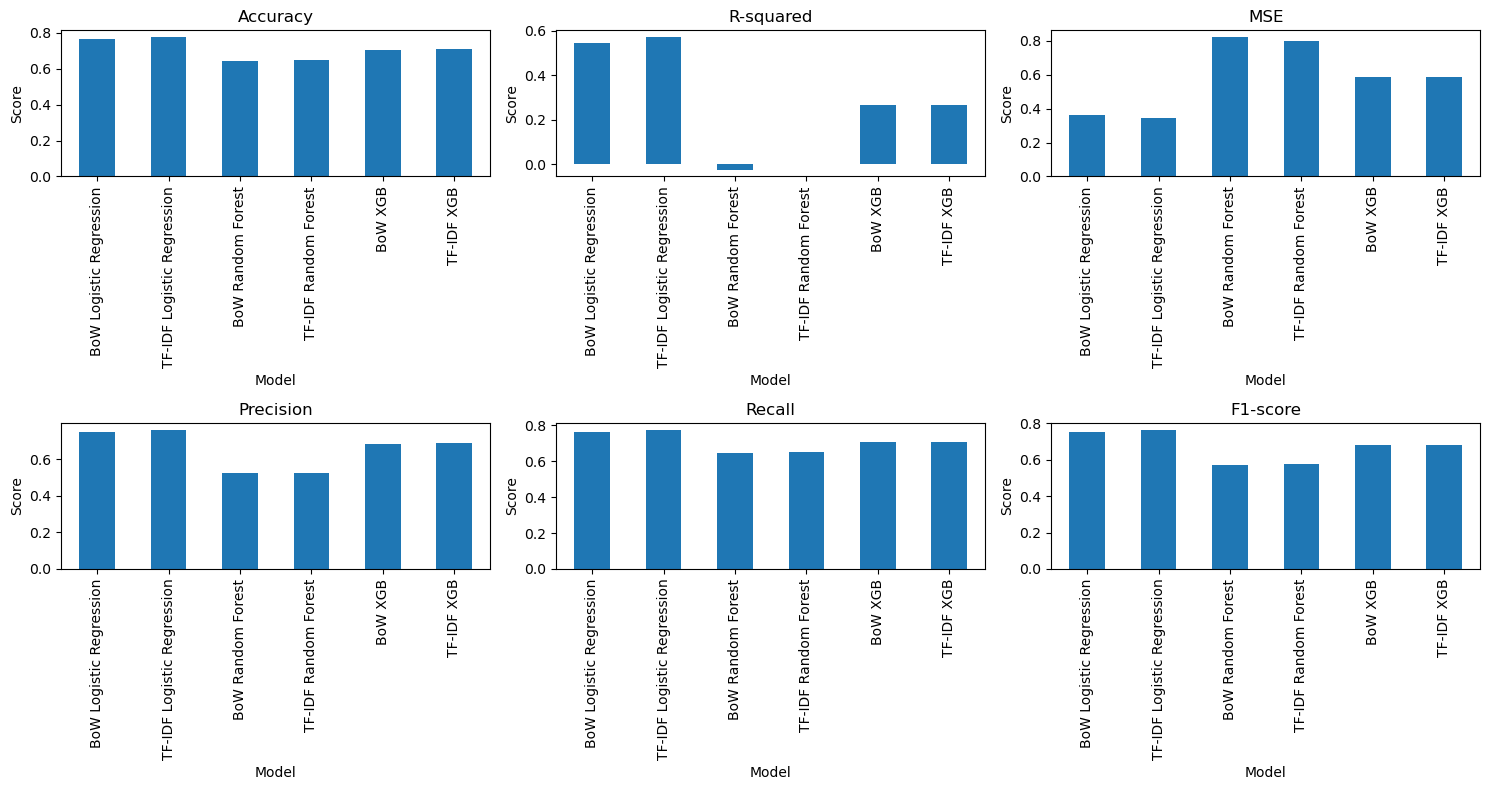 Accuracy
0.8
0.6
0.4
0.2
0.0
Score
BoW Logistic Regression
TF-IDF Logistic Regression
BoW Random Forest
TF-IDF Random Forest
BoW XGB
TF-IDF XGB
Model
R-squared
0.6
0.4
0.2
0.0
Score
BoW Logistic Regression
TF-IDF Logistic Regression
BoW Random Forest
TF-IDF Random Forest
BoW XGB
TF-IDF XGB
Model
MSE
0.8
0.6
0.4
0.2
0.0
Score
BoW Logistic Regression
TF-IDF Logistic Regression
BoW Random Forest
TF-IDF Random Forest
BoW XGB
TF-IDF XGB
Model
Precision
0.6
0.4
0.2
0.0
Score
BoW Logistic Regression
TF-IDF Logistic Regression
BoW Random Forest
TF-IDF Random Forest
BoW XGB
TF-IDF XGB
Model
Recall
0.8
0.6
0.4
0.2
0.0
Score
BoW Logistic Regression
TF-IDF Logistic Regression
BoW Random Forest
TF-IDF Random Forest
BoW XGB
TF-IDF XGB
Model
F1-score
0.8
0.6
0.4
0.2
0.0
Score
BoW Logistic Regression
TF-IDF Logistic Regression
BoW Random Forest
TF-IDF Random Forest
BoW XGB
TF-IDF XGB
Model